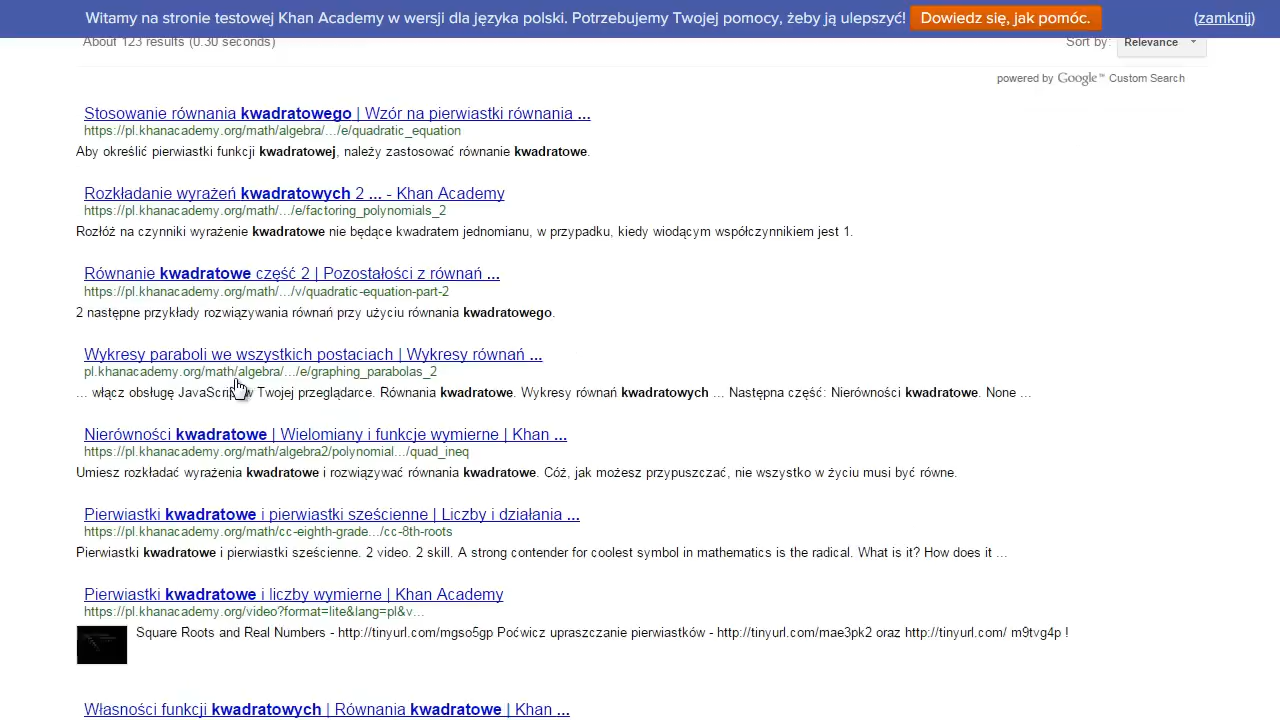 Witamy na stronie testowej Khan Academy w wersji dla języka polski. Potrzebujemy Twojej pomocy, żeby ją ulepszyć! Dowiedz się, jak pomóc. (zamknij)
About 123 results (0.30 seconds) Sort by: Relevance
powered by Google™ Custom Search
Stosowanie równania kwadratowego | Wzór na pierwiastki równania ...
https://pl.khanacademy.org/math/algebra/.../e/quadratic_equation
Aby określić pierwiastki funkcji kwadratowej, należy zastosować równanie kwadratowe.
Rozkładanie wyrażeń kwadratowych 2 ... - Khan Academy
https://pl.khanacademy.org/math/.../e/factoring_polynomials_2
Rozłóż na czynniki wyrażenie kwadratowe nie będące kwadratem jednomianu, w przypadku, kiedy wiodącym współczynnikiem jest 1.
Równanie kwadratowe część 2 | Pozostałości z równań ...
https://pl.khanacademy.org/math/.../v/quadratic-equation-part-2
2 następne przykłady rozwiązywania równań przy użyciu równania kwadratowego.
Wykresy paraboli we wszystkich postaciach | Wykresy równań ...
pl.khanacademy.org/math/algebra/.../e/graphing_parabolas_2
... włącz obsługę JavaScript w Twojej przeglądarce. Równania kwadratowe. Wykresy równań kwadratowych ... Następna część: Nierówności kwadratowe. None ...
Nierówności kwadratowe | Wielomiany i funkcje wymierne | Khan ...
https://pl.khanacademy.org/math/algebra2/polynomial.../quad_ineq
Umiesz rozkładać wyrażenia kwadratowe i rozwiązywać równania kwadratowe. Cóż, jak możesz przypuszczać, nie wszystko w życiu musi być równe.
Pierwiastki kwadratowe i pierwiastki sześcienne | Liczby i działania ...
https://pl.khanacademy.org/math/cc-eighth-grade.../cc-8th-roots
Pierwiastki kwadratowe i pierwiastki sześcienne. 2 video. 2 skill. A strong contender for coolest symbol in mathematics is the radical. What is it? How does it ...
Pierwiastki kwadratowe i liczby wymierne | Khan Academy
https://pl.khanacademy.org/video?format=lite&lang=pl&v...
Square Roots and Real Numbers - http://tinyurl.com/mgso5gp Poćwicz upraszczanie pierwiastków - http://tinyurl.com/mae3pk2 oraz http://tinyurl.com/ m9tvg4p !
Własności funkcji kwadratowych | Równania kwadratowe | Khan ...